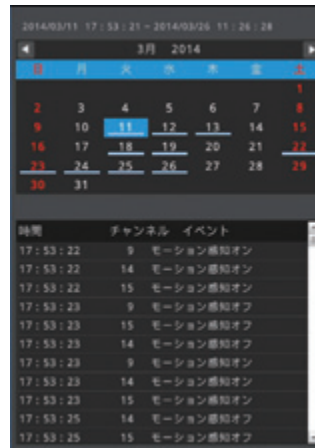 2014/03/11 17:53:21 - 2014/03/26 11:26:28
3月 2014
日 月 火 水 木 金 土
1
2 3 4 5 6 7 8
9 10 11 12 13 14 15
16 17 18 19 20 21 22
23 24 25 26 27 28 29
30 31
時間 チャンネル イベント
17:53:22 9 モーション感知オン
17:53:22 14 モーション感知オン
17:53:22 15 モーション感知オン
17:53:23 9 モーション感知オフ
17:53:23 15 モーション感知オフ
17:53:23 14 モーション感知オフ
17:53:23 9 モーション感知オン
17:53:23 14 モーション感知オン
17:53:23 15 モーション感知オン
17:53:25 14 モーション感知オフ
17:53:25 15 モーション感知オフ